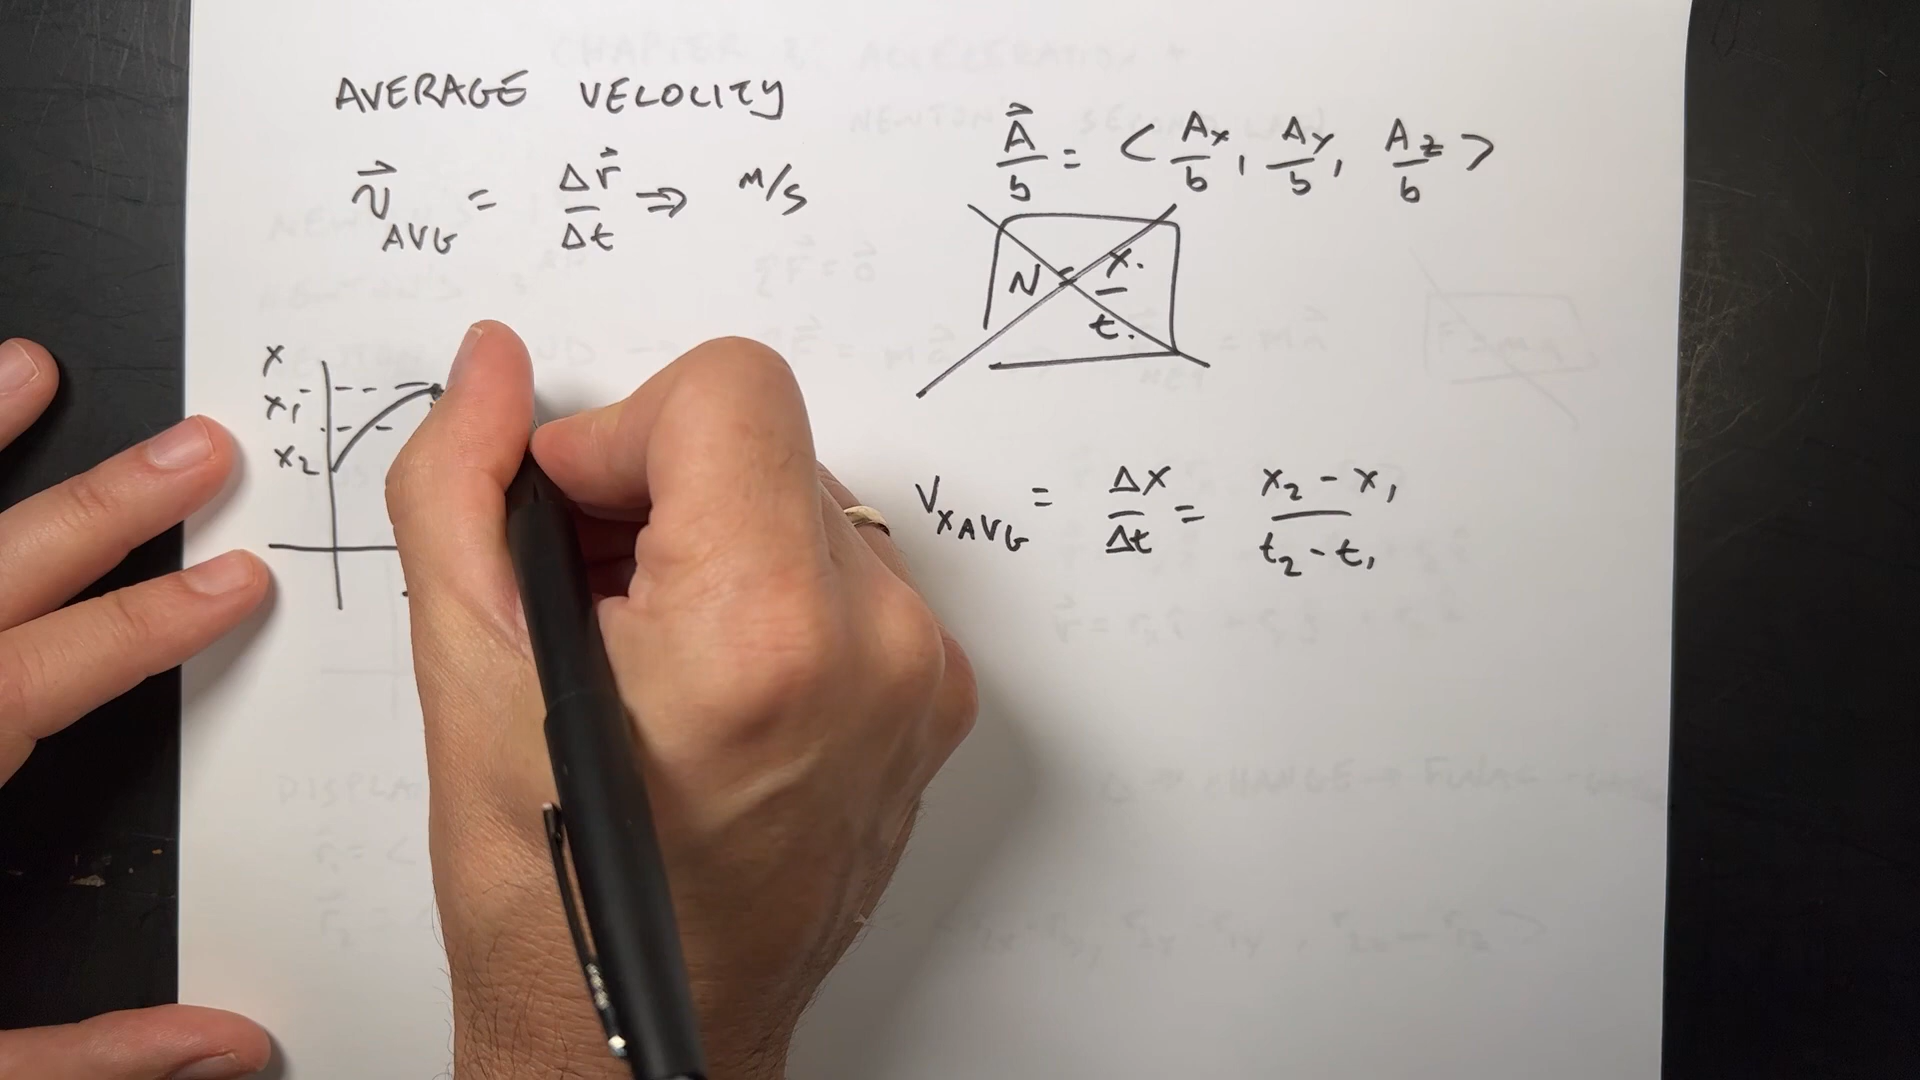 AVERAGE VELOCITY
v⃗ AVG = Δr⃗/Δt ⇒ m/s
A⃗/b = < Ax/b, Ay/b, Az/b >
v = x./t.
x
x1
x2
VxAVG = Δx/Δt = x2 - x1/t2 - t1